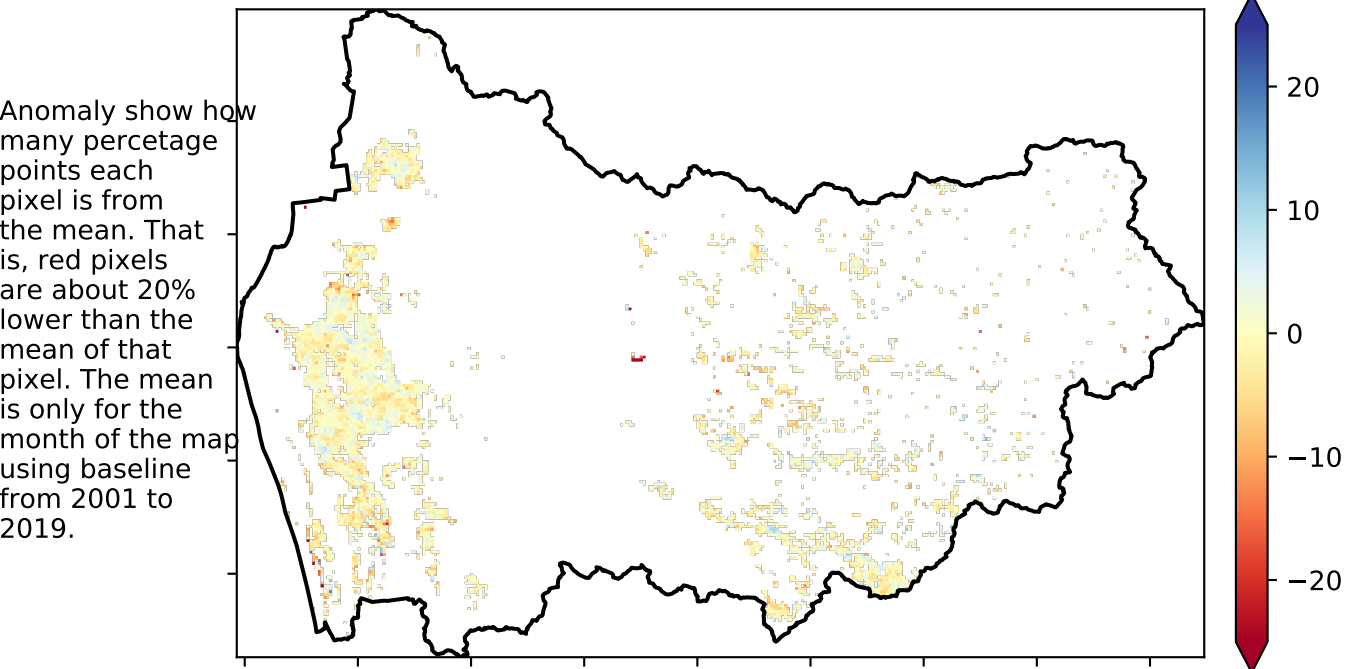 Anomaly show how
many percetage
points each
pixel is from
the mean. That
is, red pixels
are about 20%
lower than the
mean of that
pixel. The mean
is only for the
month of the map
using baseline
from 2001 to
2019.
20
10
0
−10
−20